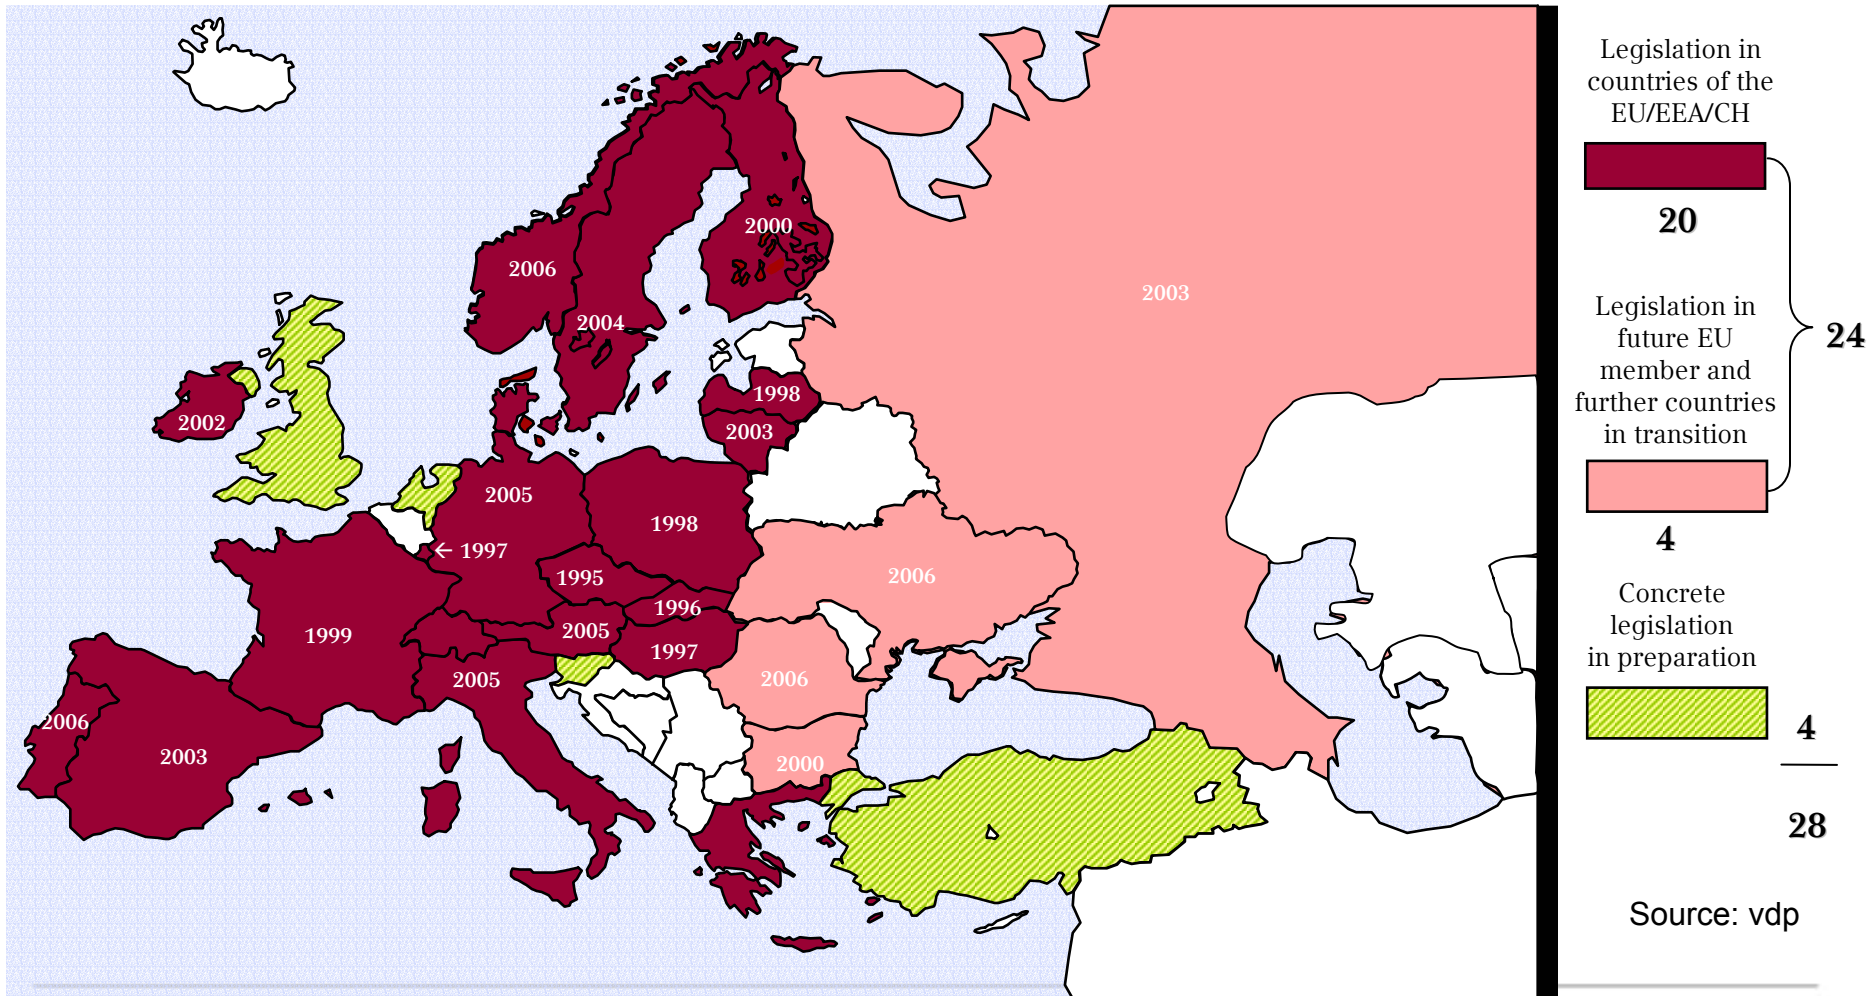 2000
2006
2003
2004
1998
2002
2003
2005
1998
← 1997
1995
2006
1996
1999
2005
1997
2005
2006
2006
2003
2000
Legislation in
countries of the
EU/EEA/CH
20
Legislation in
future EU
member and
further countries
in transition
24
4
Concrete
legislation
in preparation
4
28
Source: vdp